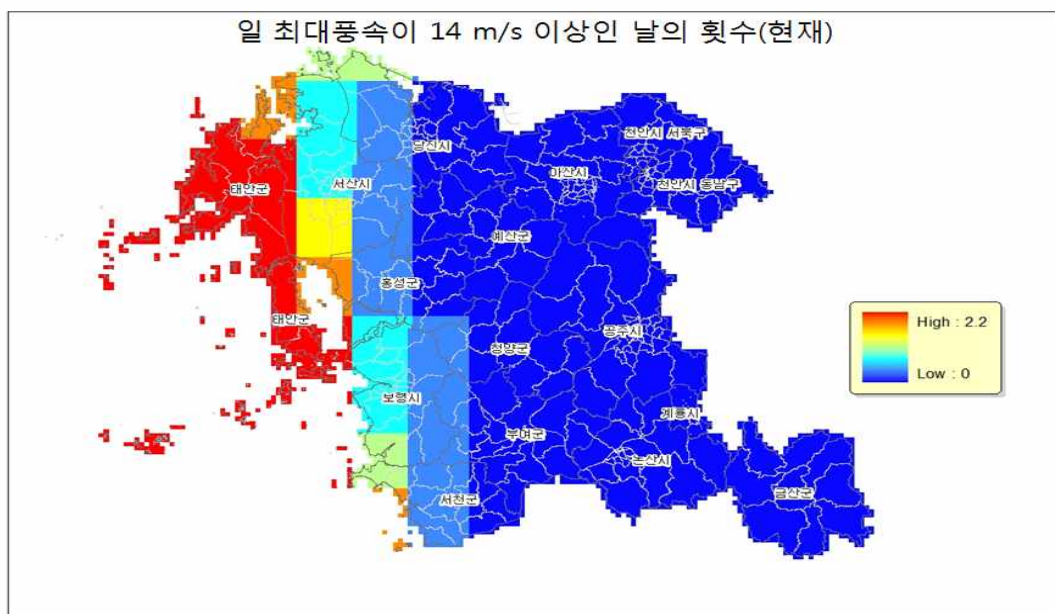 일 최대풍속이 14 m/s 이상인 날의 횟수(현재)
천안시 서북구
당진시
아산시
천안시 동남구
태안군
서산시
예산군
홍성군
태안군
공주시
청양군
보령시
계룡시
부여군
논산시
서천군
금산군
High : 2.2
Low : 0